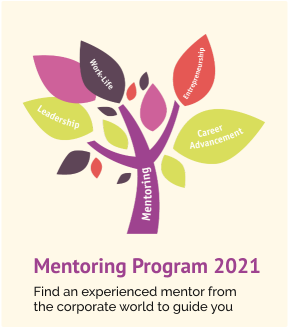 Work-Life
Entrepreneurship
Leadership
Career
Advancement
Mentoring
Mentoring Program 2021
Find an experienced mentor from
the corporate world to guide you